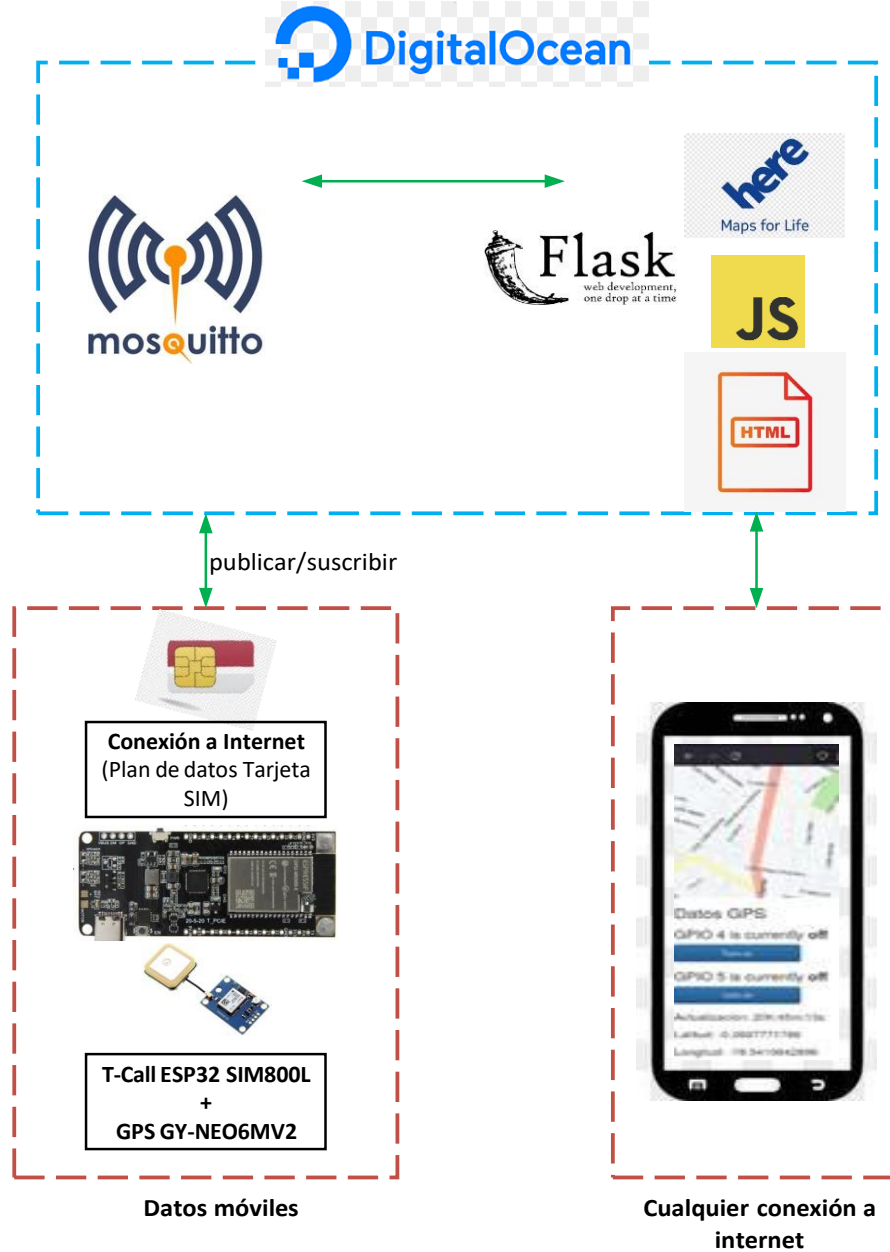 DigitalOcean
here
Maps for Life
Flask
web development,
one drop at a time
JS
mosquitto
HTML
publicar/suscribir
Conexión a Internet
(Plan de datos Tarjeta
SIM)
T-Call ESP32 SIM800L
+
GPS GY-NEO6MV2
Datos móviles
Datos GPS
GPIO 4 is currently off
GPIO 5 is currently off
Cualquier conexión a
internet